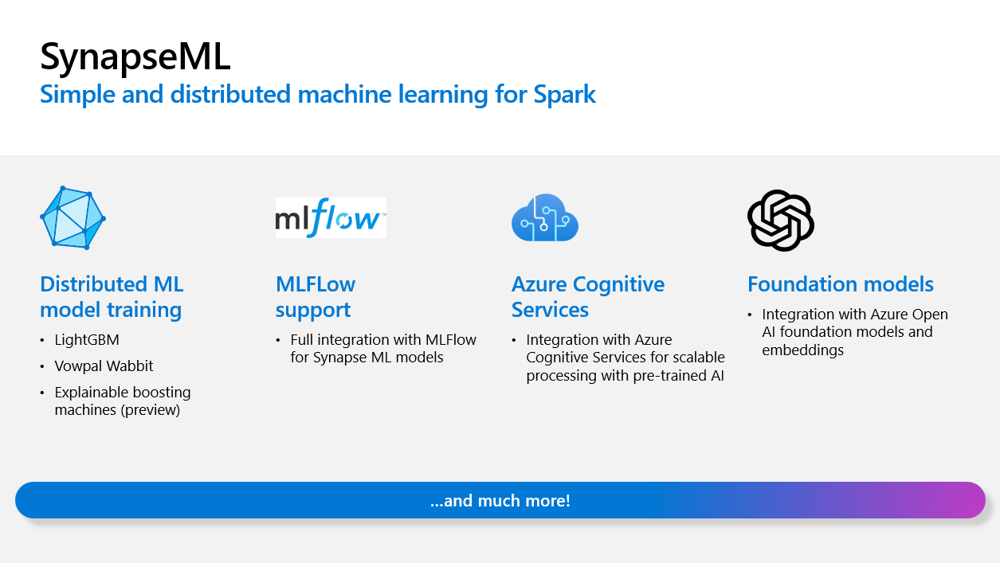 SynapseML
Simple and distributed machine learning for Spark
mlflow™
Distributed ML
model training
• LightGBM
• Vowpal Wabbit
• Explainable boosting
machines (preview)
MLFLow
support
• Full integration with MLFlow
for Synapse ML models
Azure Cognitive
Services
• Integration with Azure
Cognitive Services for scalable
processing with pre-trained AI
Foundation models
• Integration with Azure Open
AI foundation models and
embeddings
...and much more!